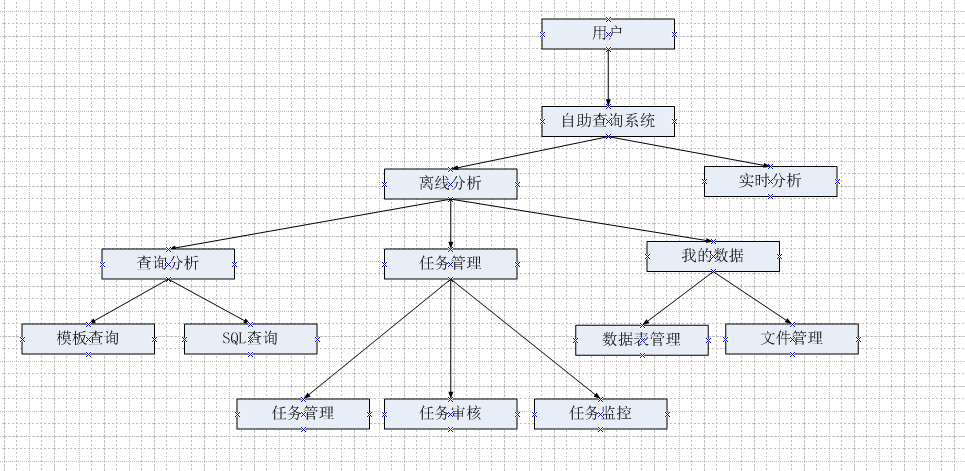 用户
自助查询系统
离线分析
实时分析
查询分析
任务管理
我的数据
模板查询
SQL查询
数据表管理
文件管理
任务管理
任务审核
任务监控